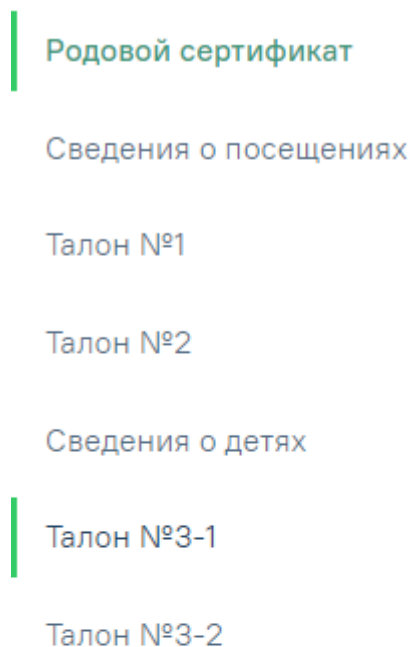 Родовой сертификат
Сведения о посещениях
Талон №1
Талон №2
Сведения о детях
Талон №3-1
Талон №3-2